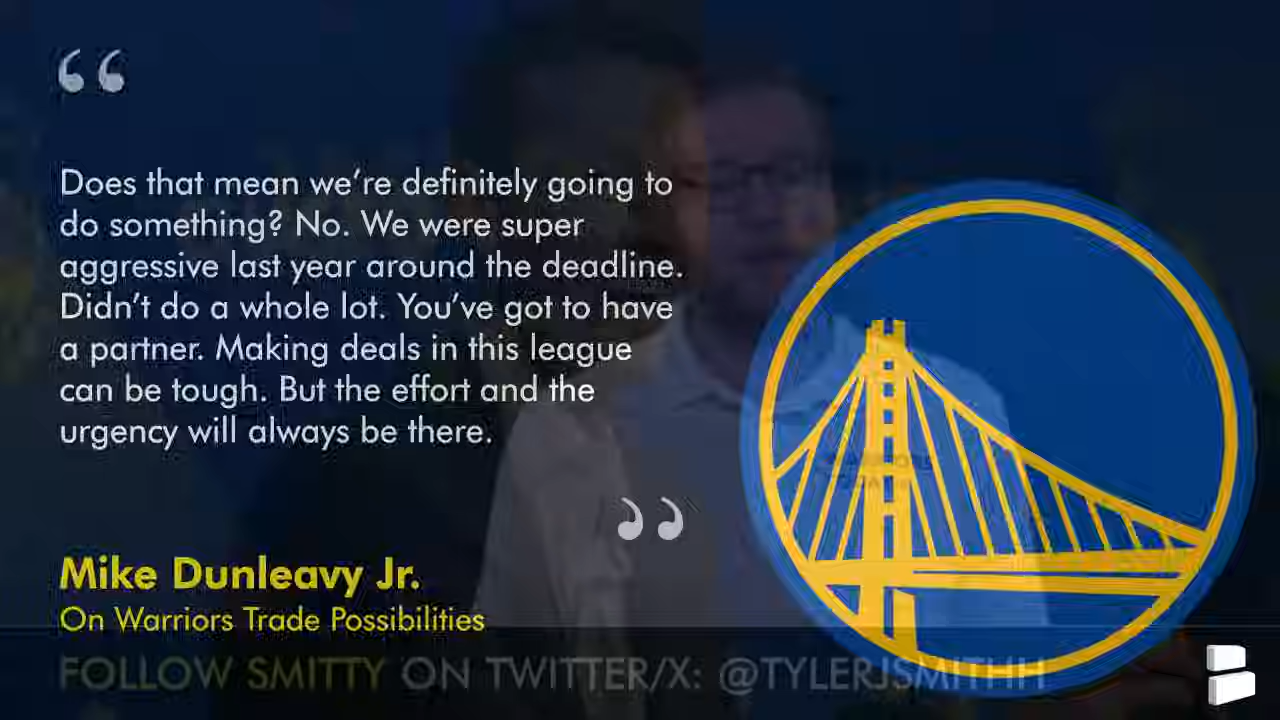 Does that mean we’re definitely going to
do something? No. We were super
aggressive last year around the deadline.
Didn’t do a whole lot. You’ve got to have
a partner. Making deals in this league
can be tough. But the effort and the
urgency will always be there.
Mike Dunleavy Jr.
On Warriors Trade Possibilities
FOLLOW SMITTY ON TWITTER/X: @TYLERJSMITHH